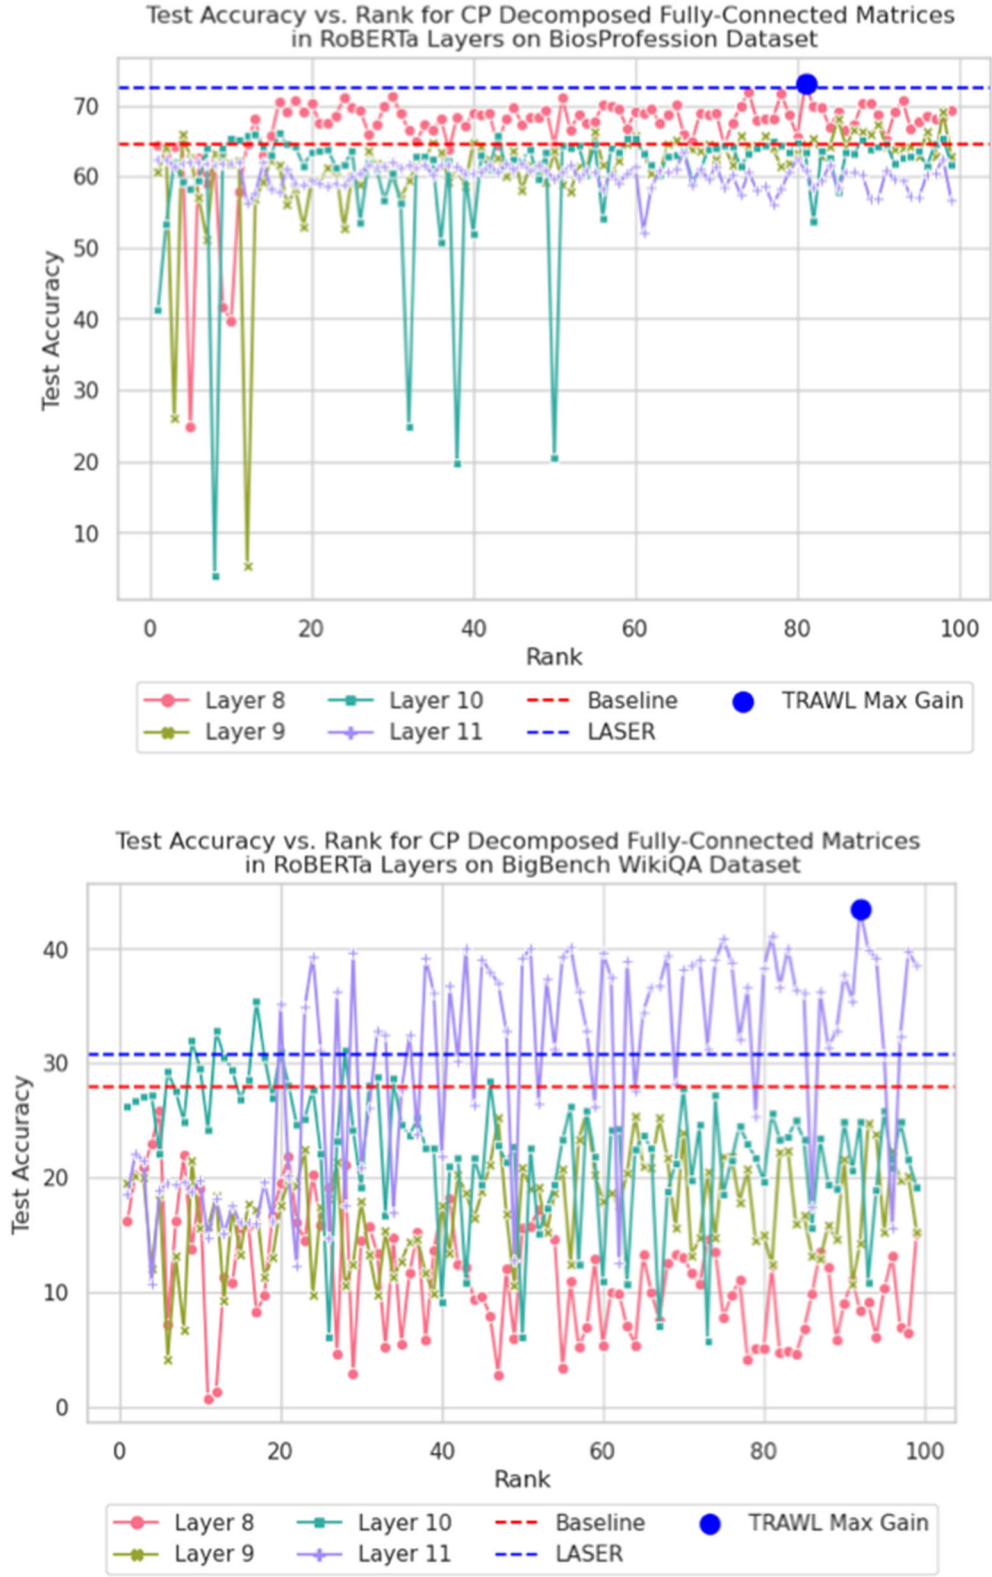 Test Accuracy vs. Rank for CP Decomposed Fully-Connected Matrices
in RoBERTa Layers on BiosProfession Dataset
70
60
50
40
30
20
10
Test Accuracy
0 20 40 60 80 100
Rank
Layer 8 Layer 10 Baseline TRAWL Max Gain
Layer 9 Layer 11 LASER
Test Accuracy vs. Rank for CP Decomposed Fully-Connected Matrices
in RoBERTa Layers on BigBench WikiQA Dataset
40
30
20
10
0
Test Accuracy
0 20 40 60 80 100
Rank
Layer 8 Layer 10 Baseline TRAWL Max Gain
Layer 9 Layer 11 LASER